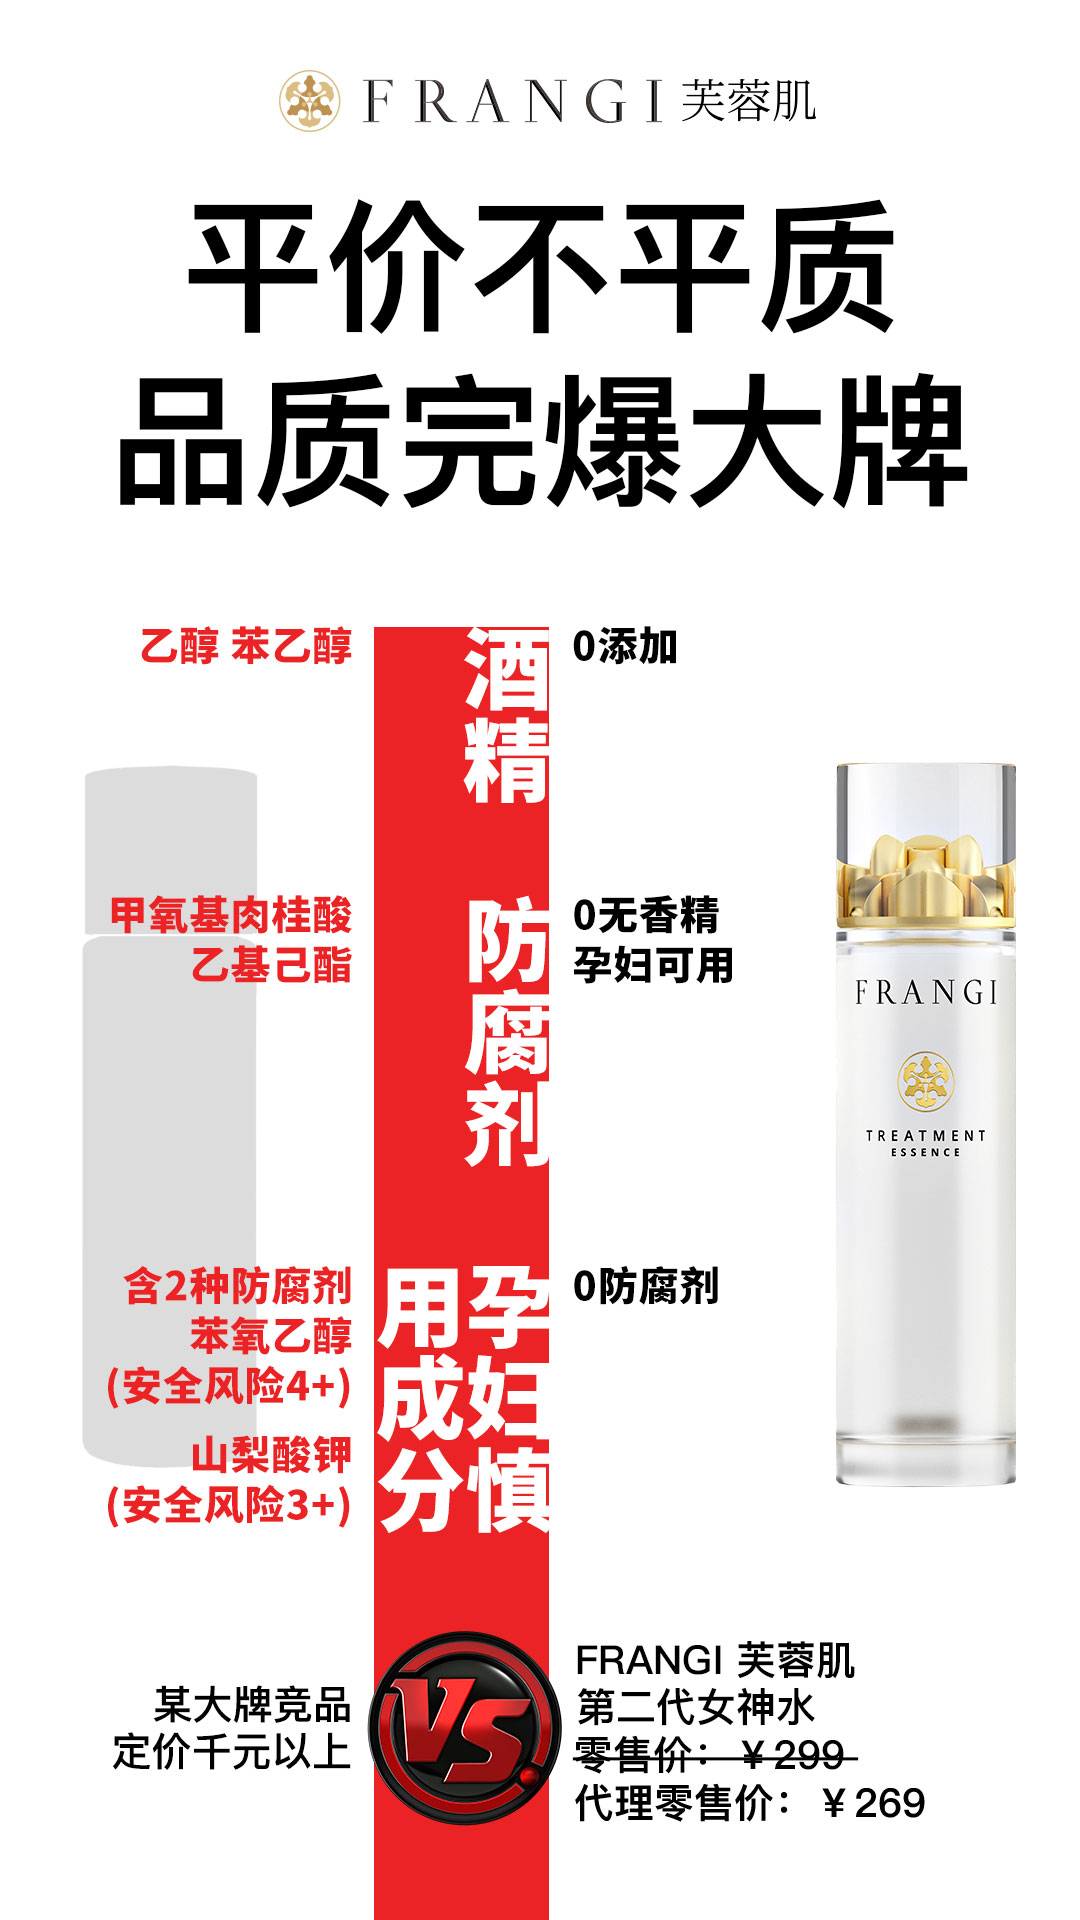 FRANGI 芙蓉肌
平价不平质
品质完爆大牌
乙醇 苯乙醇
酒精
0添加
甲氧基肉桂酸
乙基己酯
防腐剂
0无香精
孕妇可用
FRANGI
TREATMENT
ESSENCE
含2种防腐剂
苯氧乙醇
(安全风险4+)
山梨酸钾
(安全风险3+)
孕妇慎
用成分
0防腐剂
某大牌竞品
定价千元以上
VS
FRANGI 芙蓉肌
第二代女神水
零售价：￥299
代理零售价：￥269